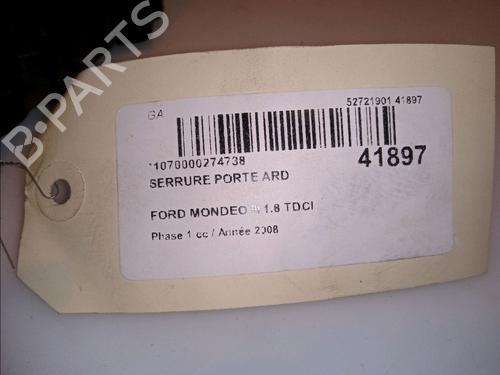 B-PARTS
GA
52721901 41897
*1070000274738
41897
SERRURE PORTE ARD
FORD MONDEO 1.8 TDCI
Phase 1 cc / Année 2008